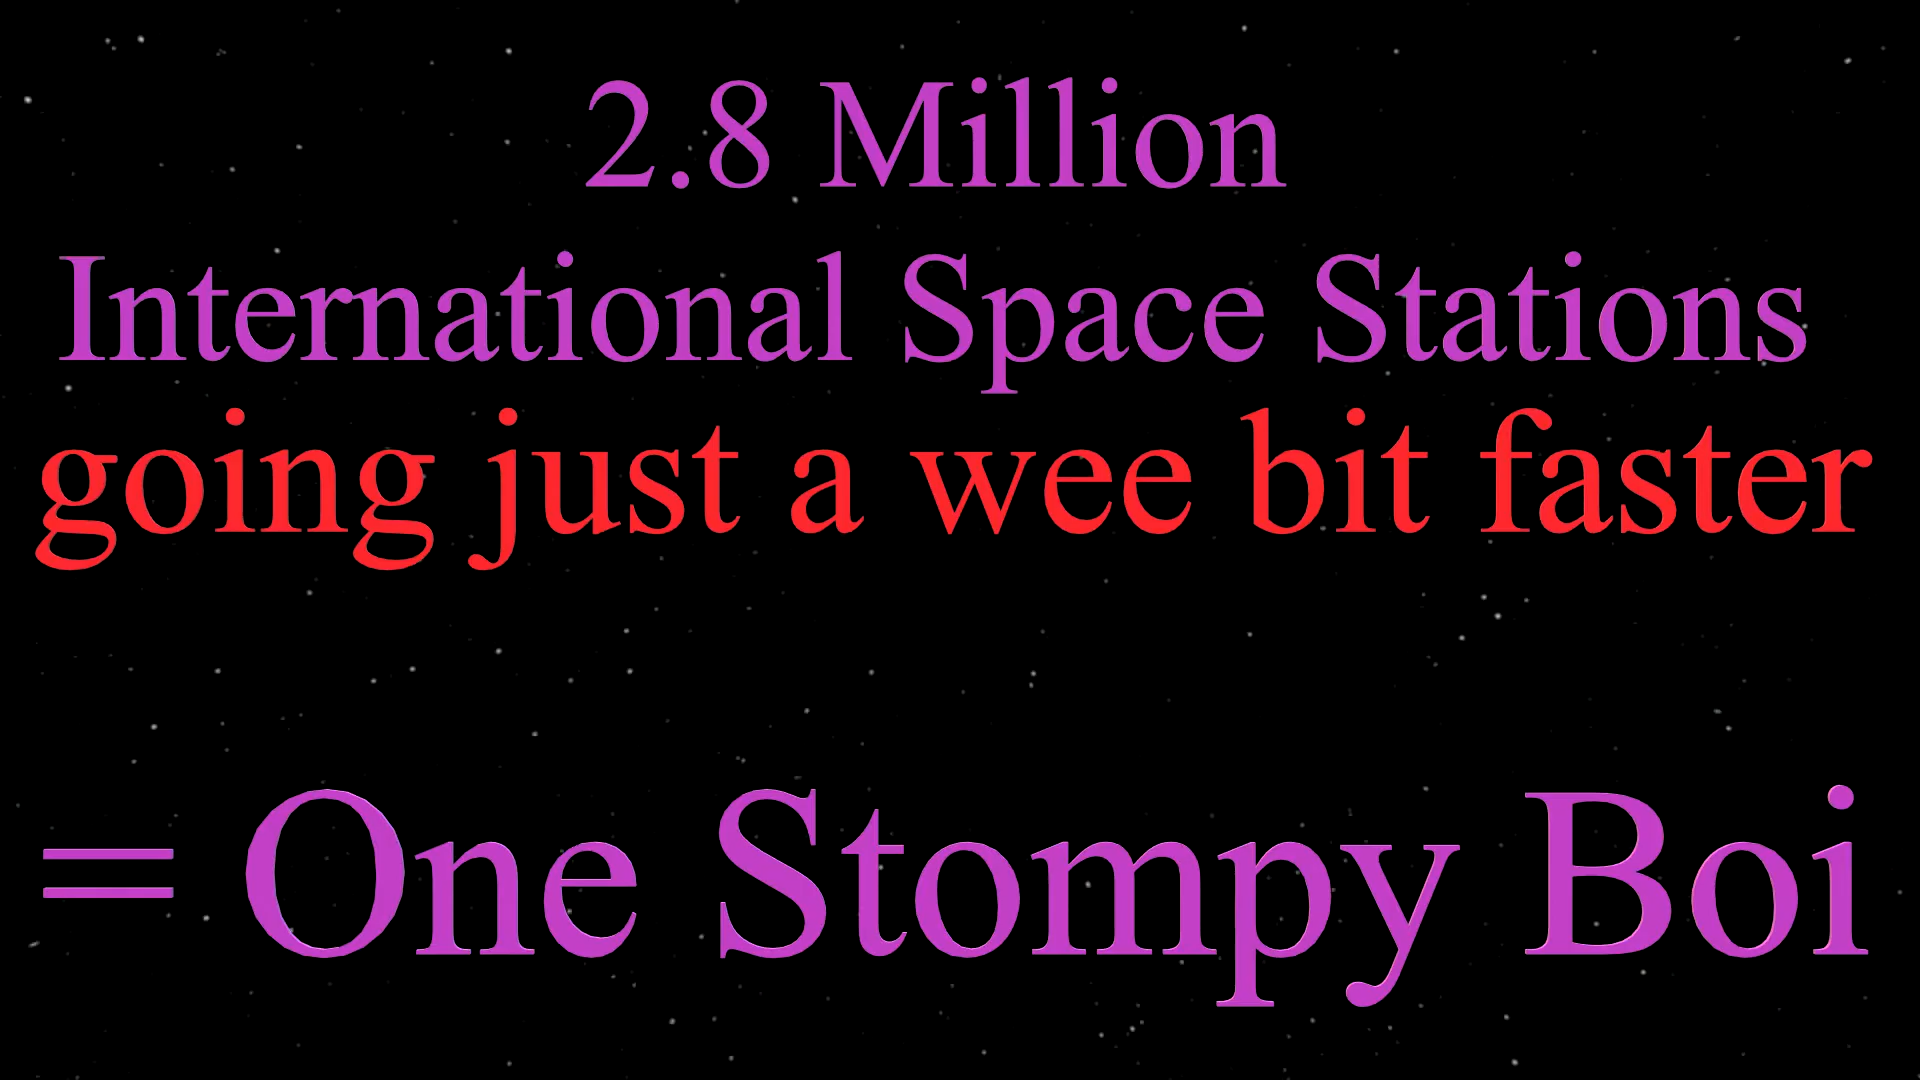 2.8 Million
International Space Stations
going just a wee bit faster
= One Stompy Boi